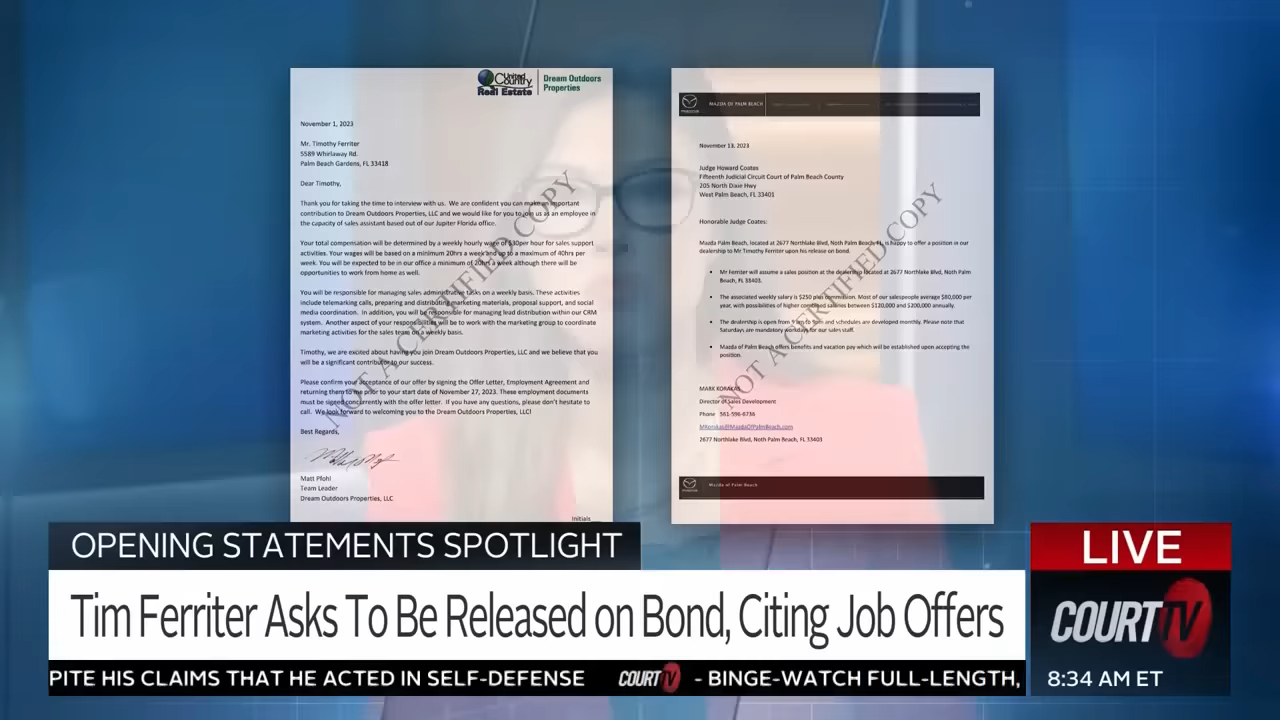 United
Country
Real Estate
Dream Outdoors
Properties
November 1, 2023
Mr. Timothy Ferriter
5589 Whirlaway Rd.
Palm Beach Gardens, FL 33418
Dear Timothy,
Thank you for taking the time to interview with us. We are confident you can make an important
contribution to Dream Outdoors Properties, LLC and we would like for you to join us as an employee in
the capacity of sales assistant based out of our Jupiter Florida office.
Your total compensation will be determined by a weekly hourly wage of $30per hour for sales support
activities. Your wages will be based on a minimum 20hrs a week and up to a maximum of 40hrs per
week. You will be expected to be in our office a minimum of 20hrs a week although there will be
opportunities to work from home as well.
You will be responsible for managing sales administrative tasks on a weekly basis. These activities
include telemarking calls, preparing and distributing marketing materials, proposal support, and social
media coordination. In addition, you will be responsible for managing lead distribution within our CRM
system. Another aspect of your responsibilities will be to work with the marketing group to coordinate
marketing activities for the sales team on a weekly basis.
Timothy, we are excited about having you join Dream Outdoors Properties, LLC and we believe that you
will be a significant contributor to our success.
Please confirm your acceptance of our offer by signing the Offer Letter, Employment Agreement and
returning them to me prior to your start date of November 27, 2023. These employment documents
must be signed concurrently with the offer letter. If you have any questions, please don't hesitate to
call. We look forward to welcoming you to the Dream Outdoors Properties, LLC!
Best Regards,
Matt Pfohl
Team Leader
Dream Outdoors Properties, LLC
Initials
NOT A CERTIFIED COPY
MAZDA OF PALM BEACH
November 13, 2023
Judge Howard Coates
Fifteenth Judicial Circuit Court of Palm Beach County
205 North Dixie Hwy
West Palm Beach, FL 33401
Honorable Judge Coates:
Mazda Palm Beach, located at 2677 Northlake Blvd, Noth Palm Beach, FL is happy to offer a position in our
dealership to Mr. Timothy Ferriter upon his release on bond.
• Mr Ferriter will assume a sales position at the dealership located at 2677 Northlake Blvd, Noth Palm
Beach, FL 33403.
• The associated weekly salary is $250 plus commission. Most of our salespeople average $80,000 per
year, with possibilities of higher combined salaries between $120,000 and $200,000 annually.
• The dealership is open from and schedules are developed monthly. Please note that
Saturdays are mandatory workdays for our sales staff.
• Mazda of Palm Beach offers benefits and vacation pay which will be established upon accepting the
position.
MARK KORAKAS
Director of Sales Development
Phone 561-596-6736
MKorakas@MazdaOfPalmBeach.com
2677 Northlake Blvd, Noth Palm Beach, FL 33403
Mazda of Palm Beach
NOT A CERTIFIED COPY
OPENING STATEMENTS SPOTLIGHT
Tim Ferriter Asks To Be Released on Bond, Citing Job Offers
PITE HIS CLAIMS THAT HE ACTED IN SELF-DEFENSE COURT TV - BINGE-WATCH FULL-LENGTH,
LIVE
COURT TV
8:34 AM ET